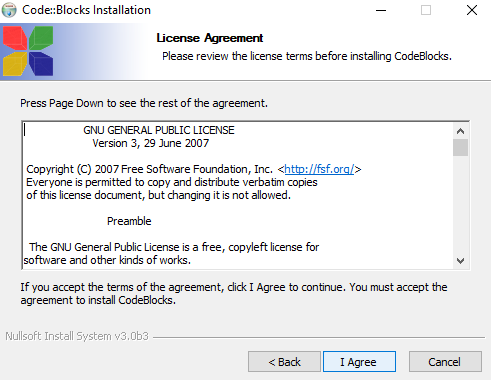 Code::Blocks Installation
License Agreement
Please review the license terms before installing CodeBlocks.
Press Page Down to see the rest of the agreement.
GNU GENERAL PUBLIC LICENSE
Version 3, 29 June 2007
Copyright (C) 2007 Free Software Foundation, Inc. <http://fsf.org/>
Everyone is permitted to copy and distribute verbatim copies
of this license document, but changing it is not allowed.
Preamble
The GNU General Public License is a free, copyleft license for
software and other kinds of works.
If you accept the terms of the agreement, click I Agree to continue. You must accept the
agreement to install CodeBlocks.
Nullsoft Install System v3.0b3
< Back I Agree Cancel